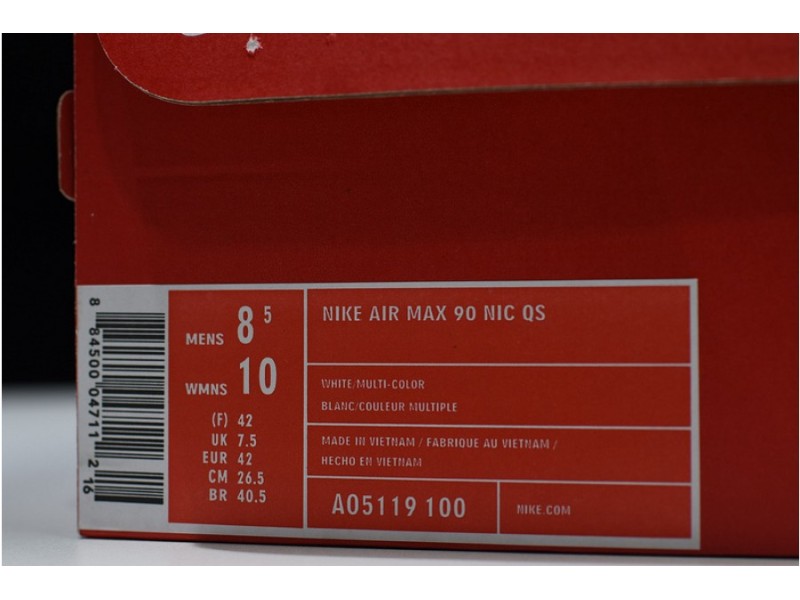 8 84500 04711 2 16
MENS 8 5
WMNS 10
(F) 42
UK 7.5
EUR 42
CM 26.5
BR 40.5
NIKE AIR MAX 90 NIC QS
WHITE/MULTI-COLOR
BLANC/COULEUR MULTIPLE
MADE IN VIETNAM / FABRIQUE AU VIETNAM /
HECHO EN VIETNAM
AO5119 100
NIKE.COM